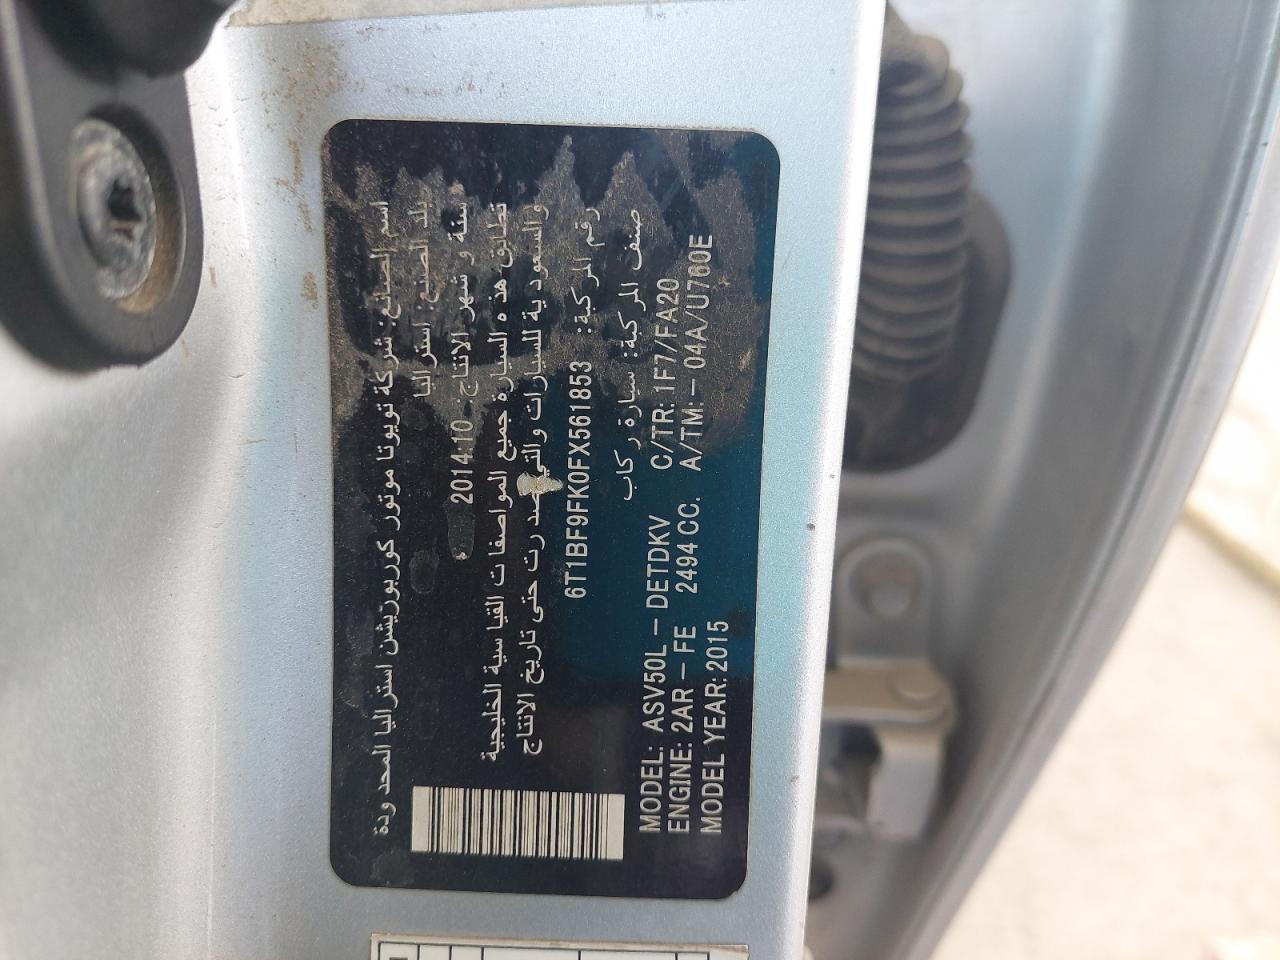 اسم الصانع: شركة تويوتا موتور كوربوريشن استراليا المحدودة
بلد الصنع: استراليا
سنة و شهر الانتاج: 2014.10
تطابق هذه السيارة جميع المواصفات القياسية الخليجية
والسعودية للسيارات والتي صدرت حتى تاريخ الانتاج
رقم المركبة: 6T1BF9FK0FX561853
صنف المركبة: سيارة ركاب
MODEL: ASV50L – DETDKV C/TR: 1F7/FA20
ENGINE: 2AR – FE 2494 CC. A/TM: – 04A/U760E
MODEL YEAR: 2015